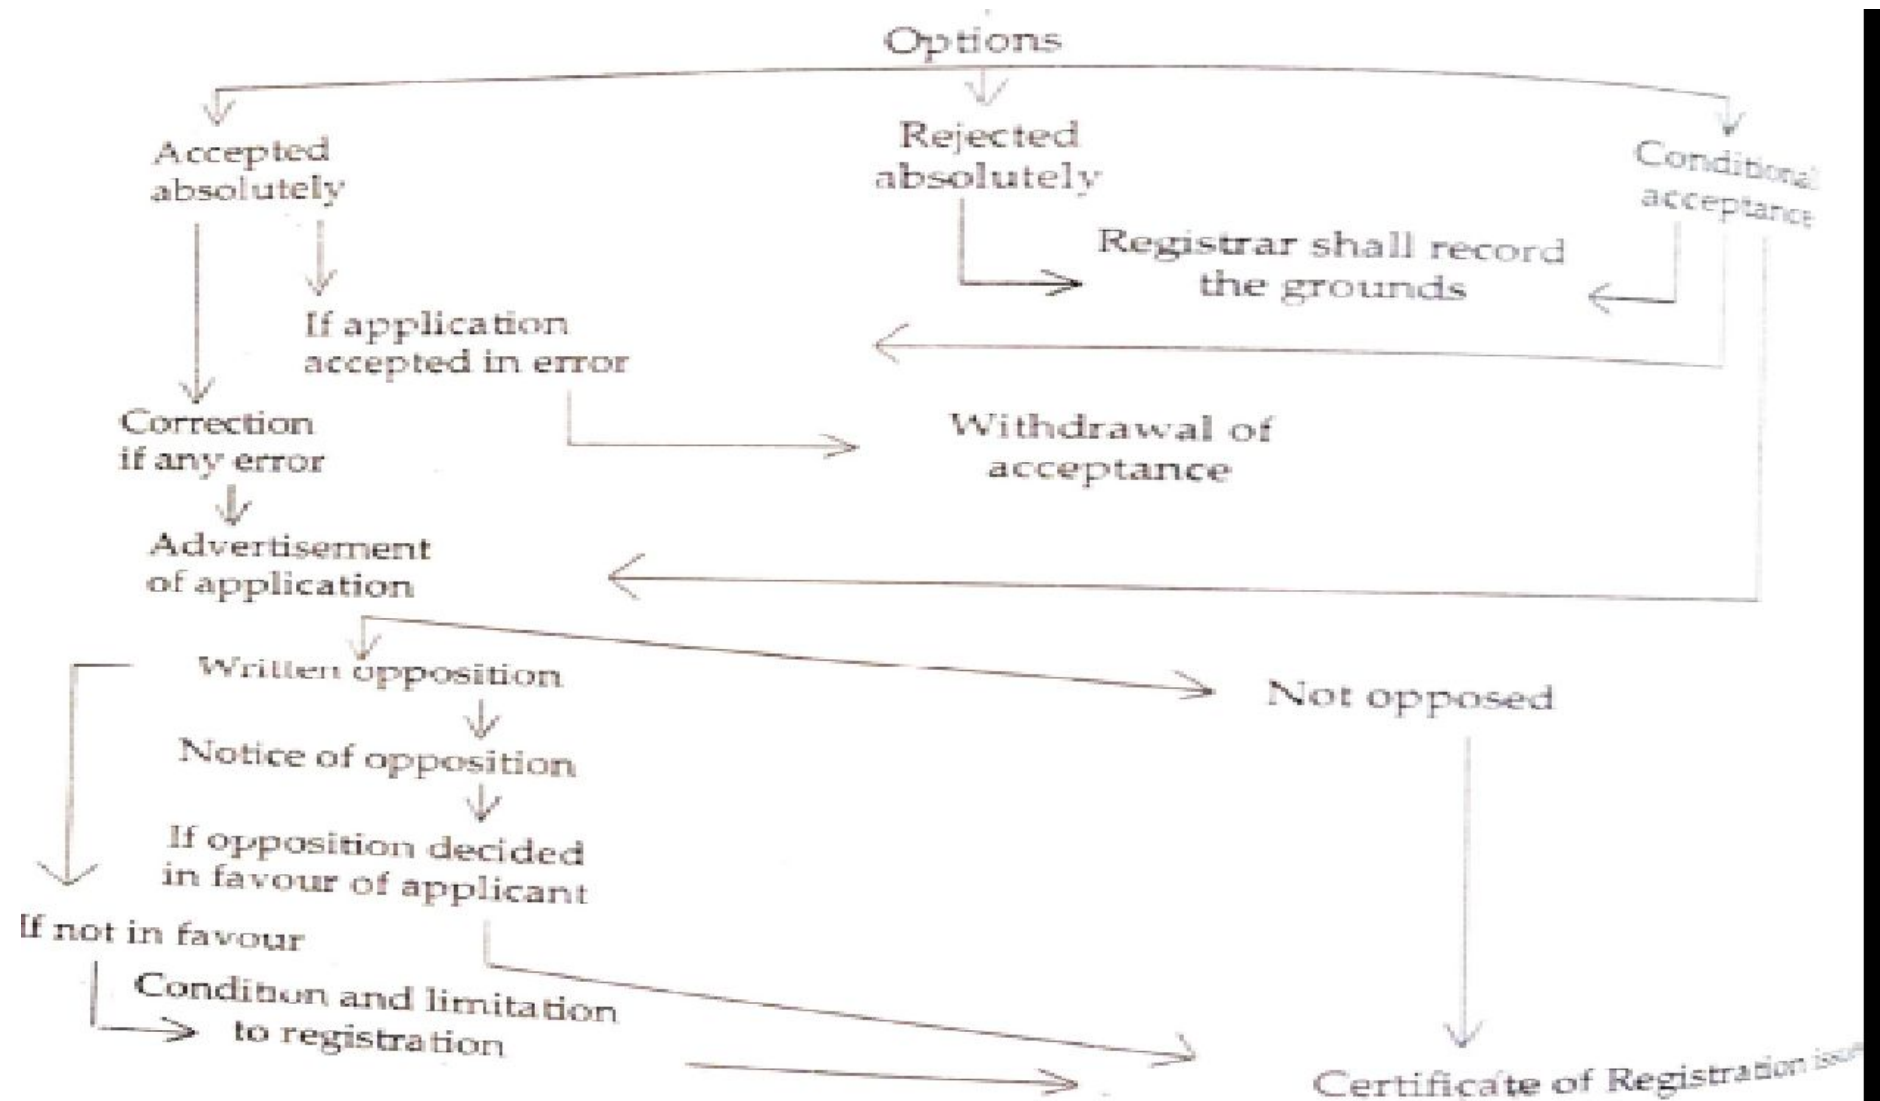 Options
Accepted
absolutely
Rejected
absolutely
Conditional
acceptance
Registrar shall record
the grounds
If application
accepted in error
Correction
if any error
Withdrawal of
acceptance
Advertisement
of application
Written opposition
Not opposed
Notice of opposition
If opposition decided
in favour of applicant
If not in favour
Condition and limitation
to registration
Certificate of Registration